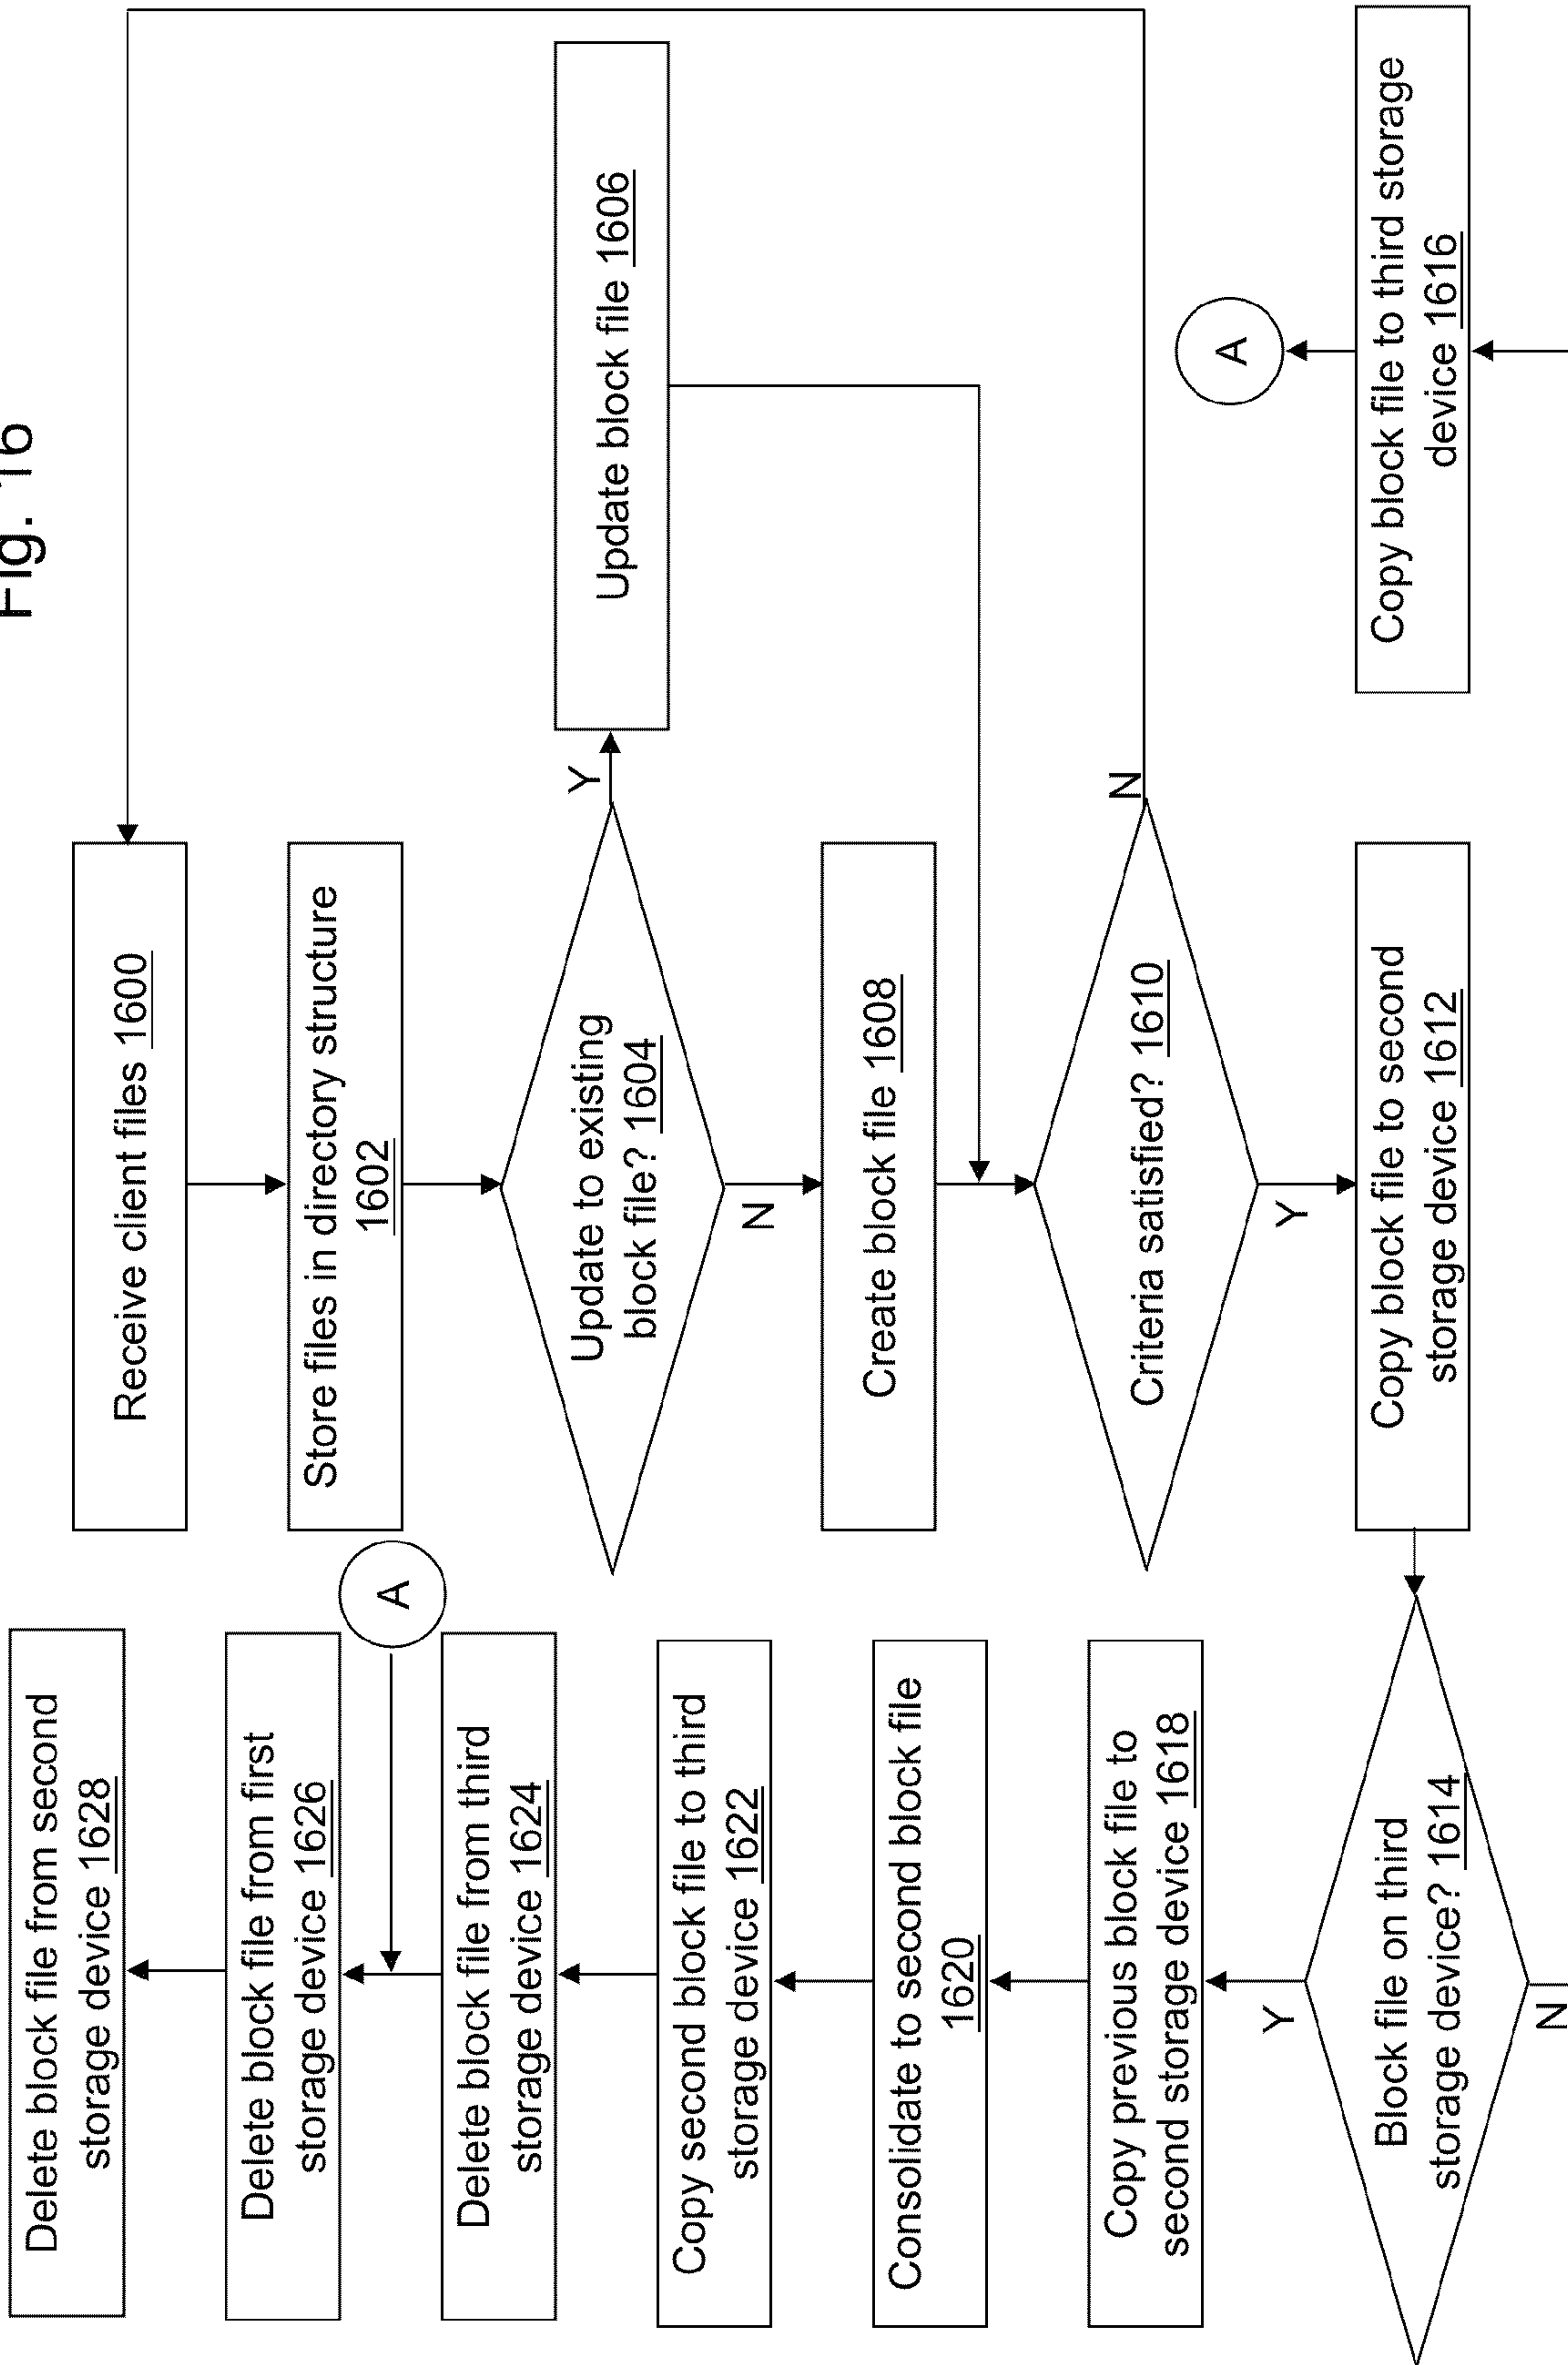 Fig. 16
Receive client files 1600
Store files in directory structure
1602
Update to existing
block file? 1604
Y
Update block file 1606
N
Create block file 1608
Criteria satisfied? 1610
N
Y
Copy block file to second
storage device 1612
Copy block file to third storage
device 1616
A
Delete block file from second
storage device 1628
Delete block file from first
storage device 1626
A
Delete block file from third
storage device 1624
Copy second block file to third
storage device 1622
Consolidate to second block file
1620
Copy previous block file to
second storage device 1618
Y
Block file on third
storage device? 1614
N